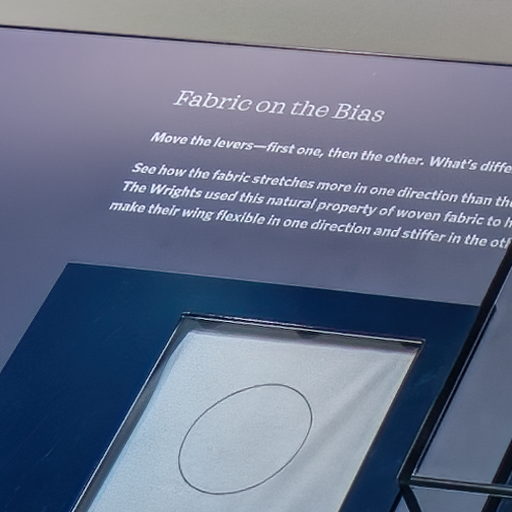 Fabric on the Bias
Move the levers—first one, then the other. What's
See how the fabric stretches more in one direction than
The Wrights used this natural property of woven fabric to
make their wing flexible in one direction and stiffer in the